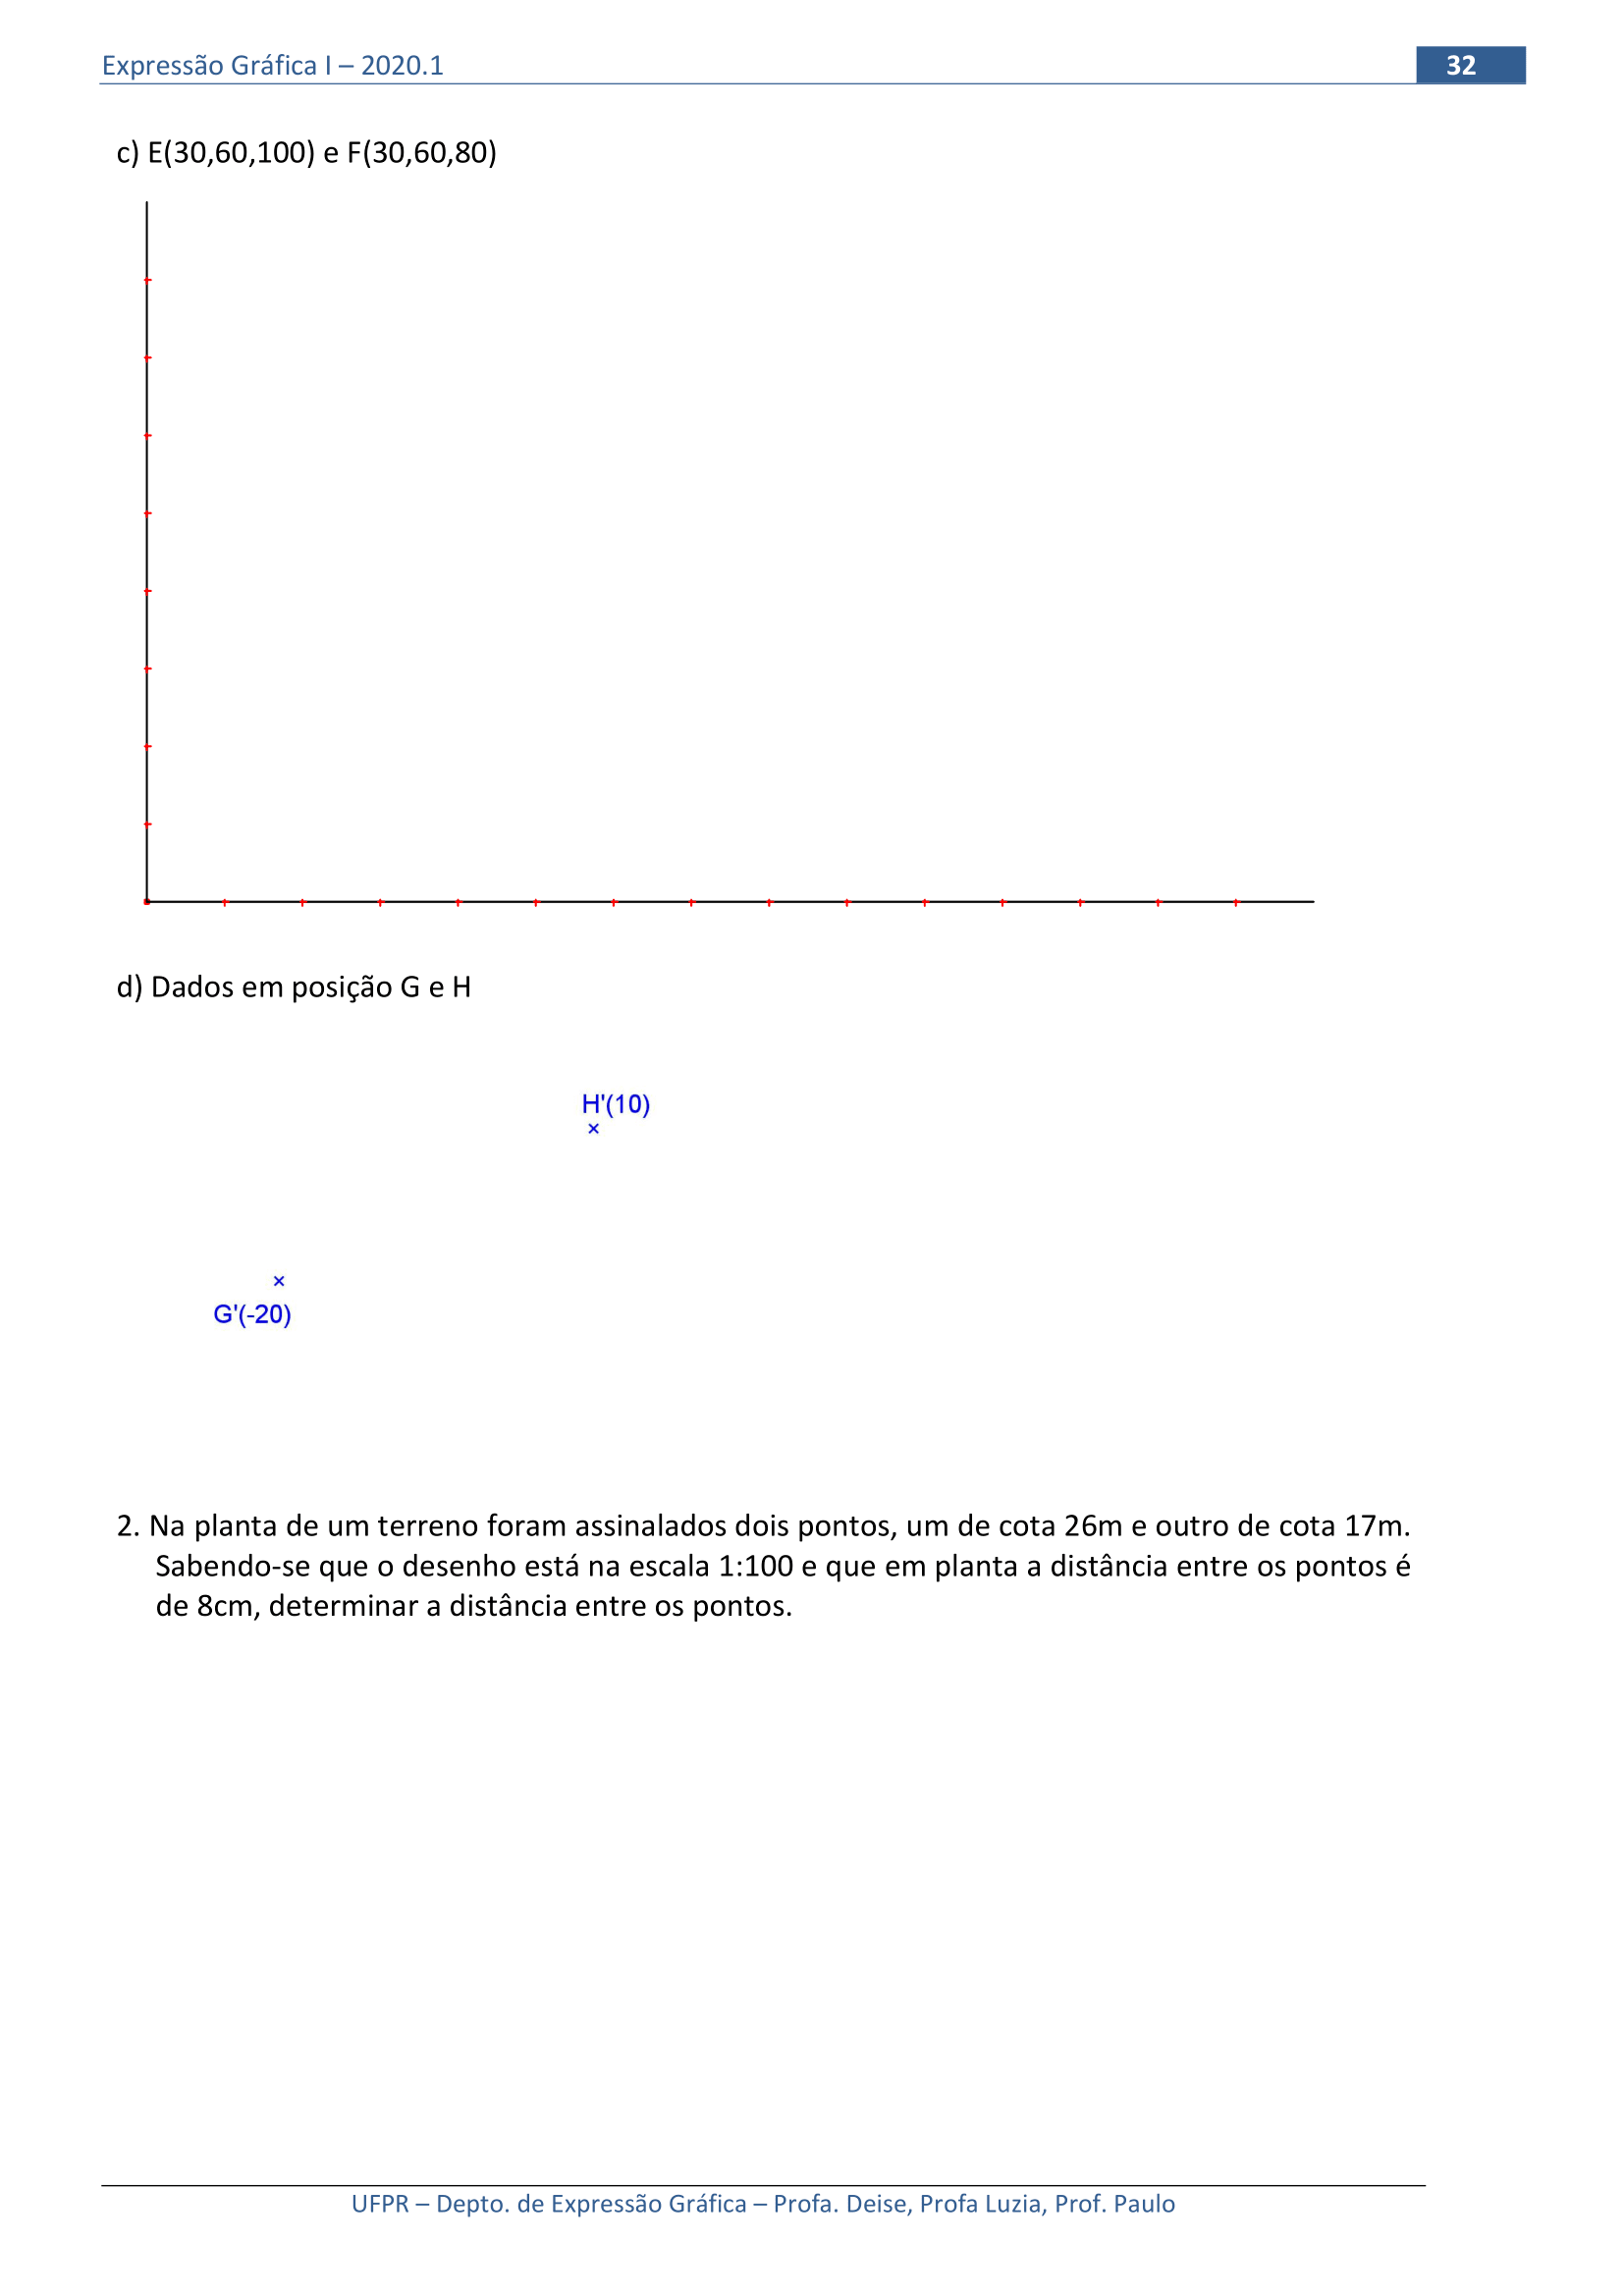 Expressão Gráfica I – 2020.1
32
c) E(30,60,100) e F(30,60,80)
d) Dados em posição G e H
H'(10)
G'(-20)
2. Na planta de um terreno foram assinalados dois pontos, um de cota 26m e outro de cota 17m.
Sabendo-se que o desenho está na escala 1:100 e que em planta a distância entre os pontos é
de 8cm, determinar a distância entre os pontos.
UFPR – Depto. de Expressão Gráfica – Profa. Deise, Profa Luzia, Prof. Paulo